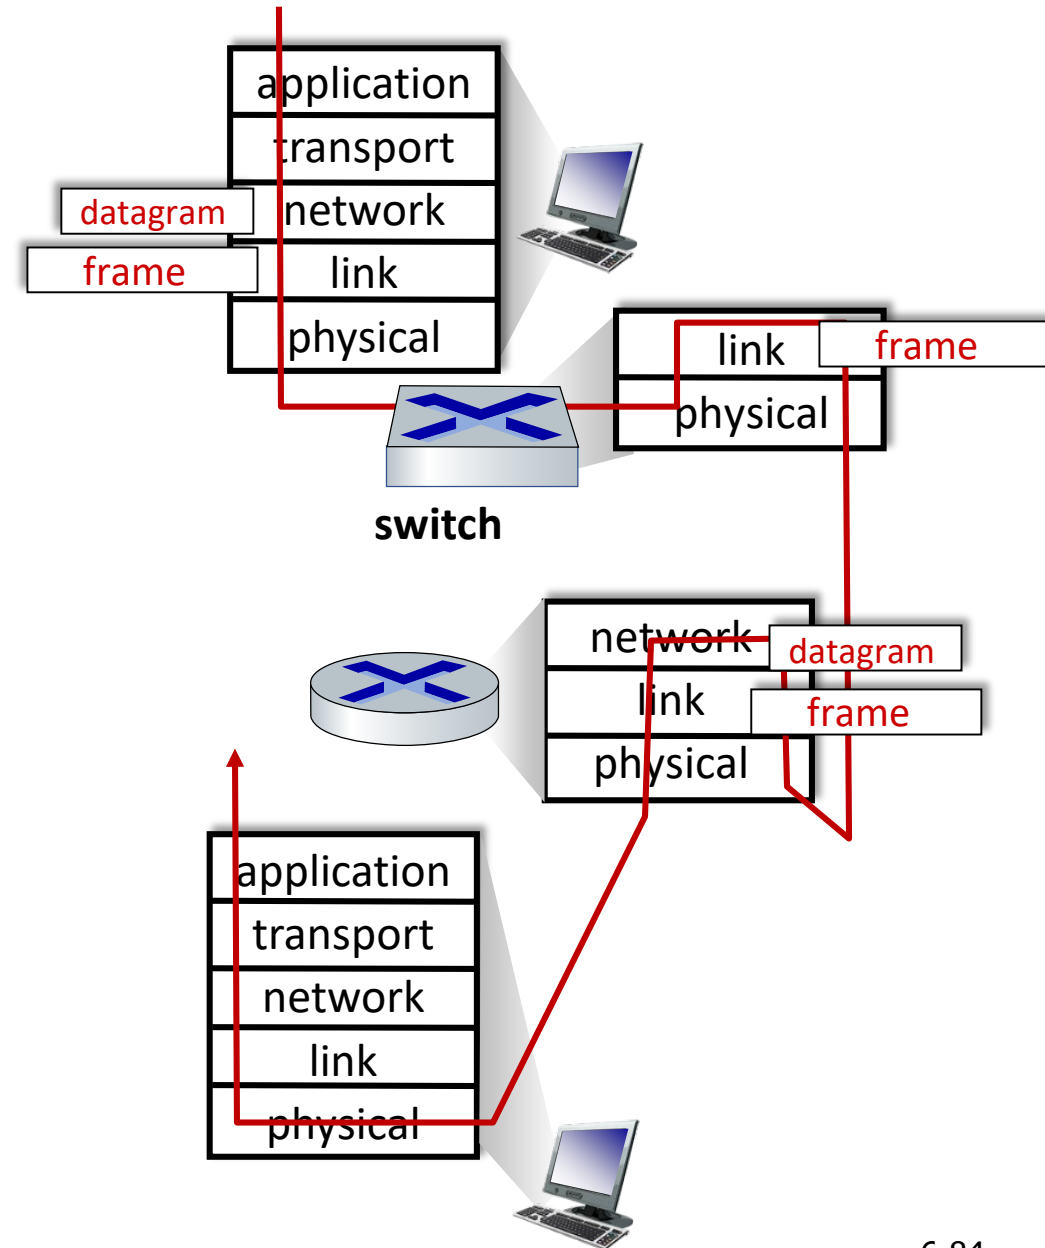 application
transport
datagram
network
frame
link
physical
link
frame
physical
switch
network
datagram
link
frame
physical
application
transport
network
link
physical